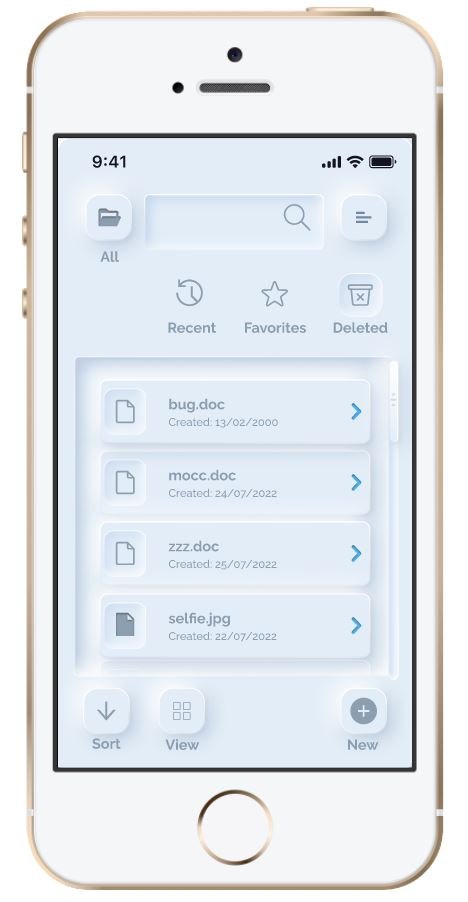 9:41
All
Recent Favorites Deleted
bug.doc
Created: 13/02/2000
mocc.doc
Created: 24/07/2022
zzz.doc
Created: 25/07/2022
selfie.jpg
Created: 22/07/2022
Sort View New